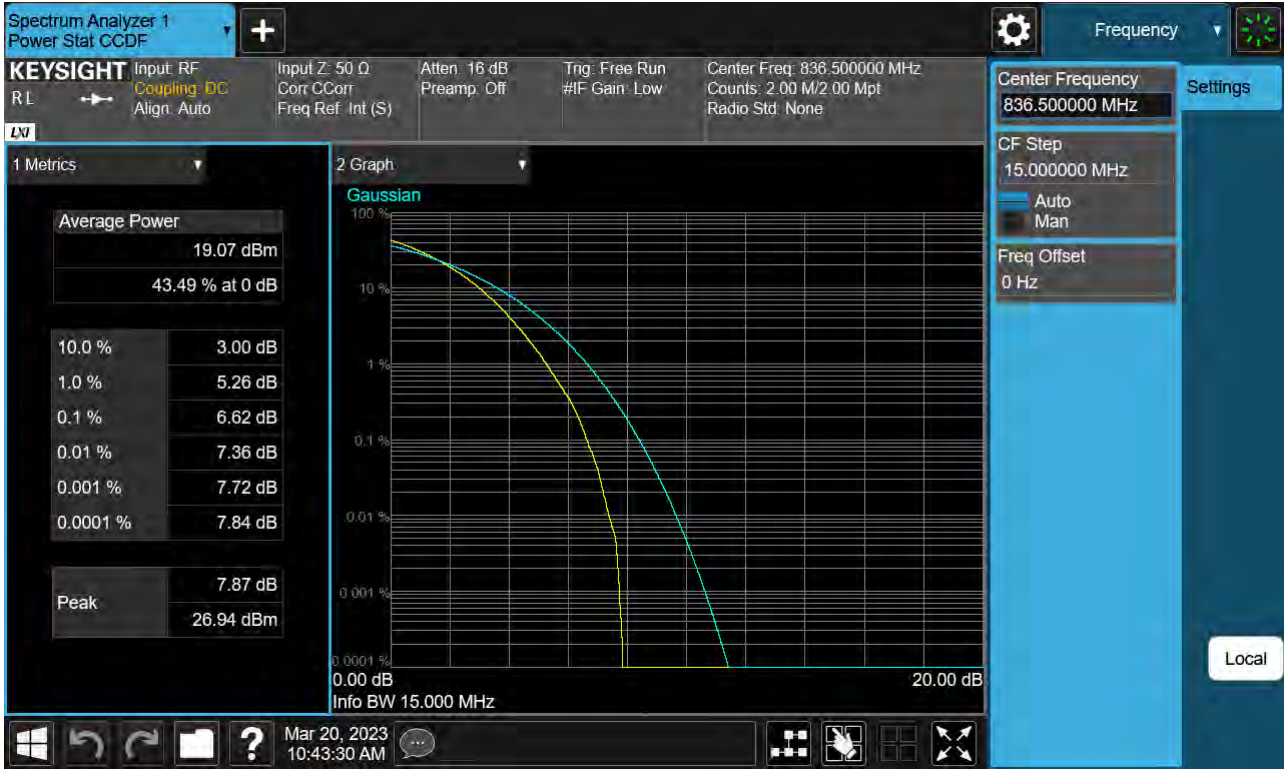 Spectrum Analyzer 1
Power Stat CCDF
Frequency
KEYSIGHT
R L
LXI
Input: RF
Coupling: DC
Align: Auto
Input Z: 50 Ω
Corr CCorr
Freq Ref: Int (S)
Atten: 16 dB
Preamp: Off
Trig: Free Run
#IF Gain: Low
Center Freq: 836.500000 MHz
Counts: 2.00 M/2.00 Mpt
Radio Std: None
Center Frequency
836.500000 MHz
Settings
CF Step
15.000000 MHz
Auto
Man
Freq Offset
0 Hz
Local
1 Metrics
Average Power
19.07 dBm
43.49 % at 0 dB
10.0 % 3.00 dB
1.0 % 5.26 dB
0.1 % 6.62 dB
0.01 % 7.36 dB
0.001 % 7.72 dB
0.0001 % 7.84 dB
Peak
7.87 dB
26.94 dBm
2 Graph
Gaussian
100 %
10 %
1 %
0.1 %
0.01 %
0.001 %
0.0001 %
0.00 dB 20.00 dB
Info BW 15.000 MHz
?
Mar 20, 2023
10:43:30 AM